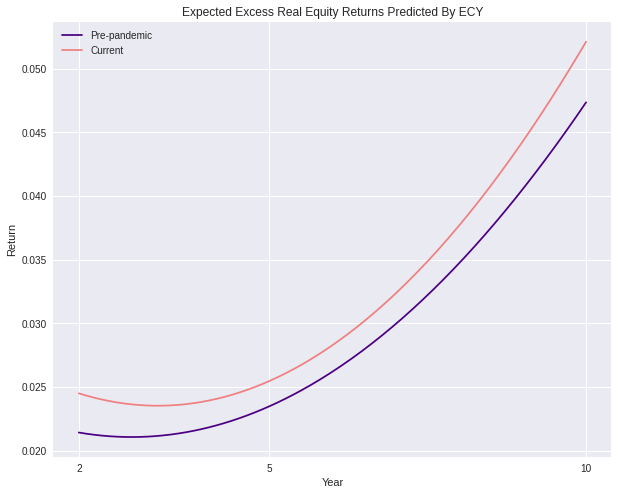 Expected Excess Real Equity Returns Predicted By ECY
Pre-pandemic
Current
0.050
0.045
0.040
0.035
0.030
0.025
0.020
Return
2
5
10
Year